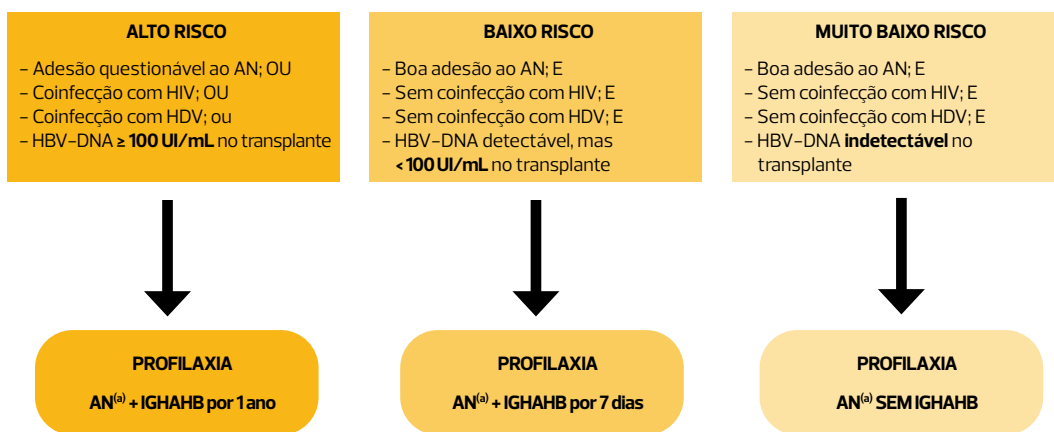 ALTO RISCO
– Adesão questionável ao AN; OU
– Coinfecção com HIV; OU
– Coinfecção com HDV; ou
– HBV-DNA ≥ 100 UI/mL no transplante
BAIXO RISCO
– Boa adesão ao AN; E
– Sem coinfecção com HIV; E
– Sem coinfecção com HDV; E
– HBV-DNA detectável, mas
< 100 UI/mL no transplante
MUITO BAIXO RISCO
– Boa adesão ao AN; E
– Sem coinfecção com HIV; E
– Sem coinfecção com HDV; E
– HBV-DNA indetectável no
transplante
PROFILAXIA
AN(a) + IGHAHB por 1 ano
PROFILAXIA
AN(a) + IGHAHB por 7 dias
PROFILAXIA
AN(a) SEM IGHAHB